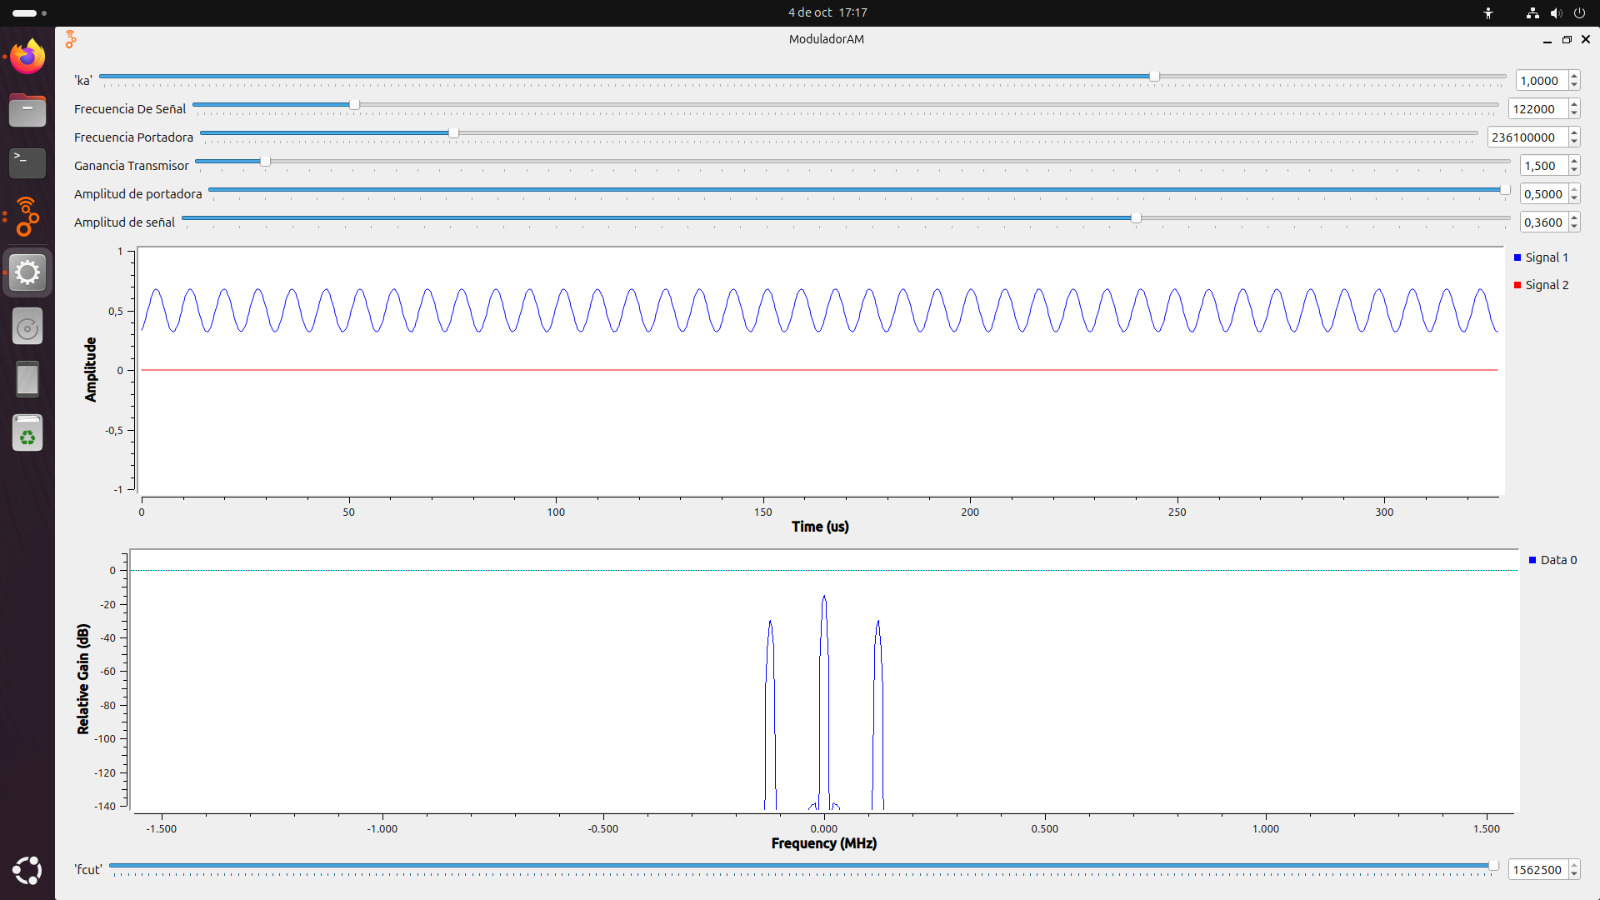 4 de oct 17:17
ModuladorAM
'ka' 1,0000
Frecuencia De Señal 122000
Frecuencia Portadora 236100000
Ganancia Transmisor 1,500
Amplitud de portadora 0,5000
Amplitud de señal 0,3600
1
0,5
0
-0,5
-1
Amplitude
Signal 1
Signal 2
0 50 100 150 200 250 300
Time (us)
0
-20
-40
-60
-80
-100
-120
-140
Relative Gain (dB)
Data 0
-1.500 -1.000 -0.500 0.000 0.500 1.000 1.500
Frequency (MHz)
'fcut' 1562500